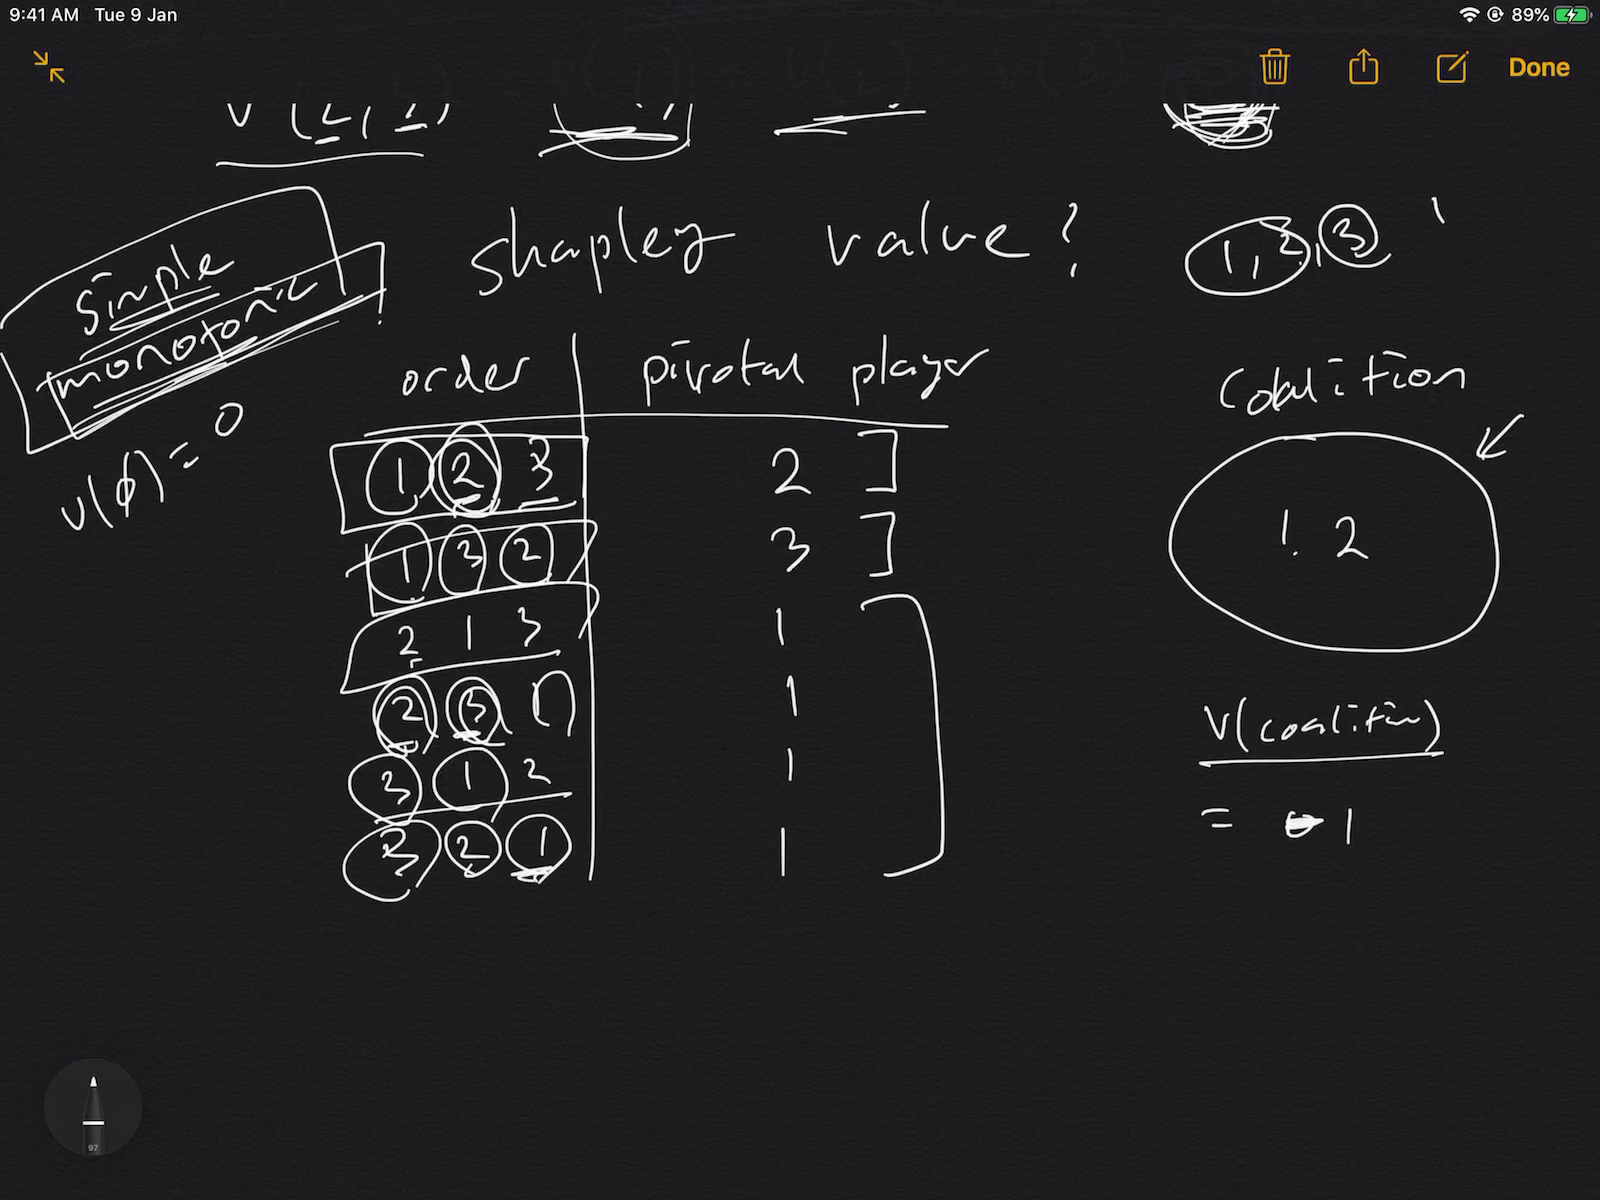 9:41 AM Tue 9 Jan
89%
Done
simple
monotonic
v(ϕ) = 0
shapley value?
1, 2, 3
order pivotal player
1 2 3 2
1 3 2 3
2 1 3 1
2 3 1 1
3 1 2 1
3 2 1 1
Coalition
1. 2
v(coalition)
= 1
97